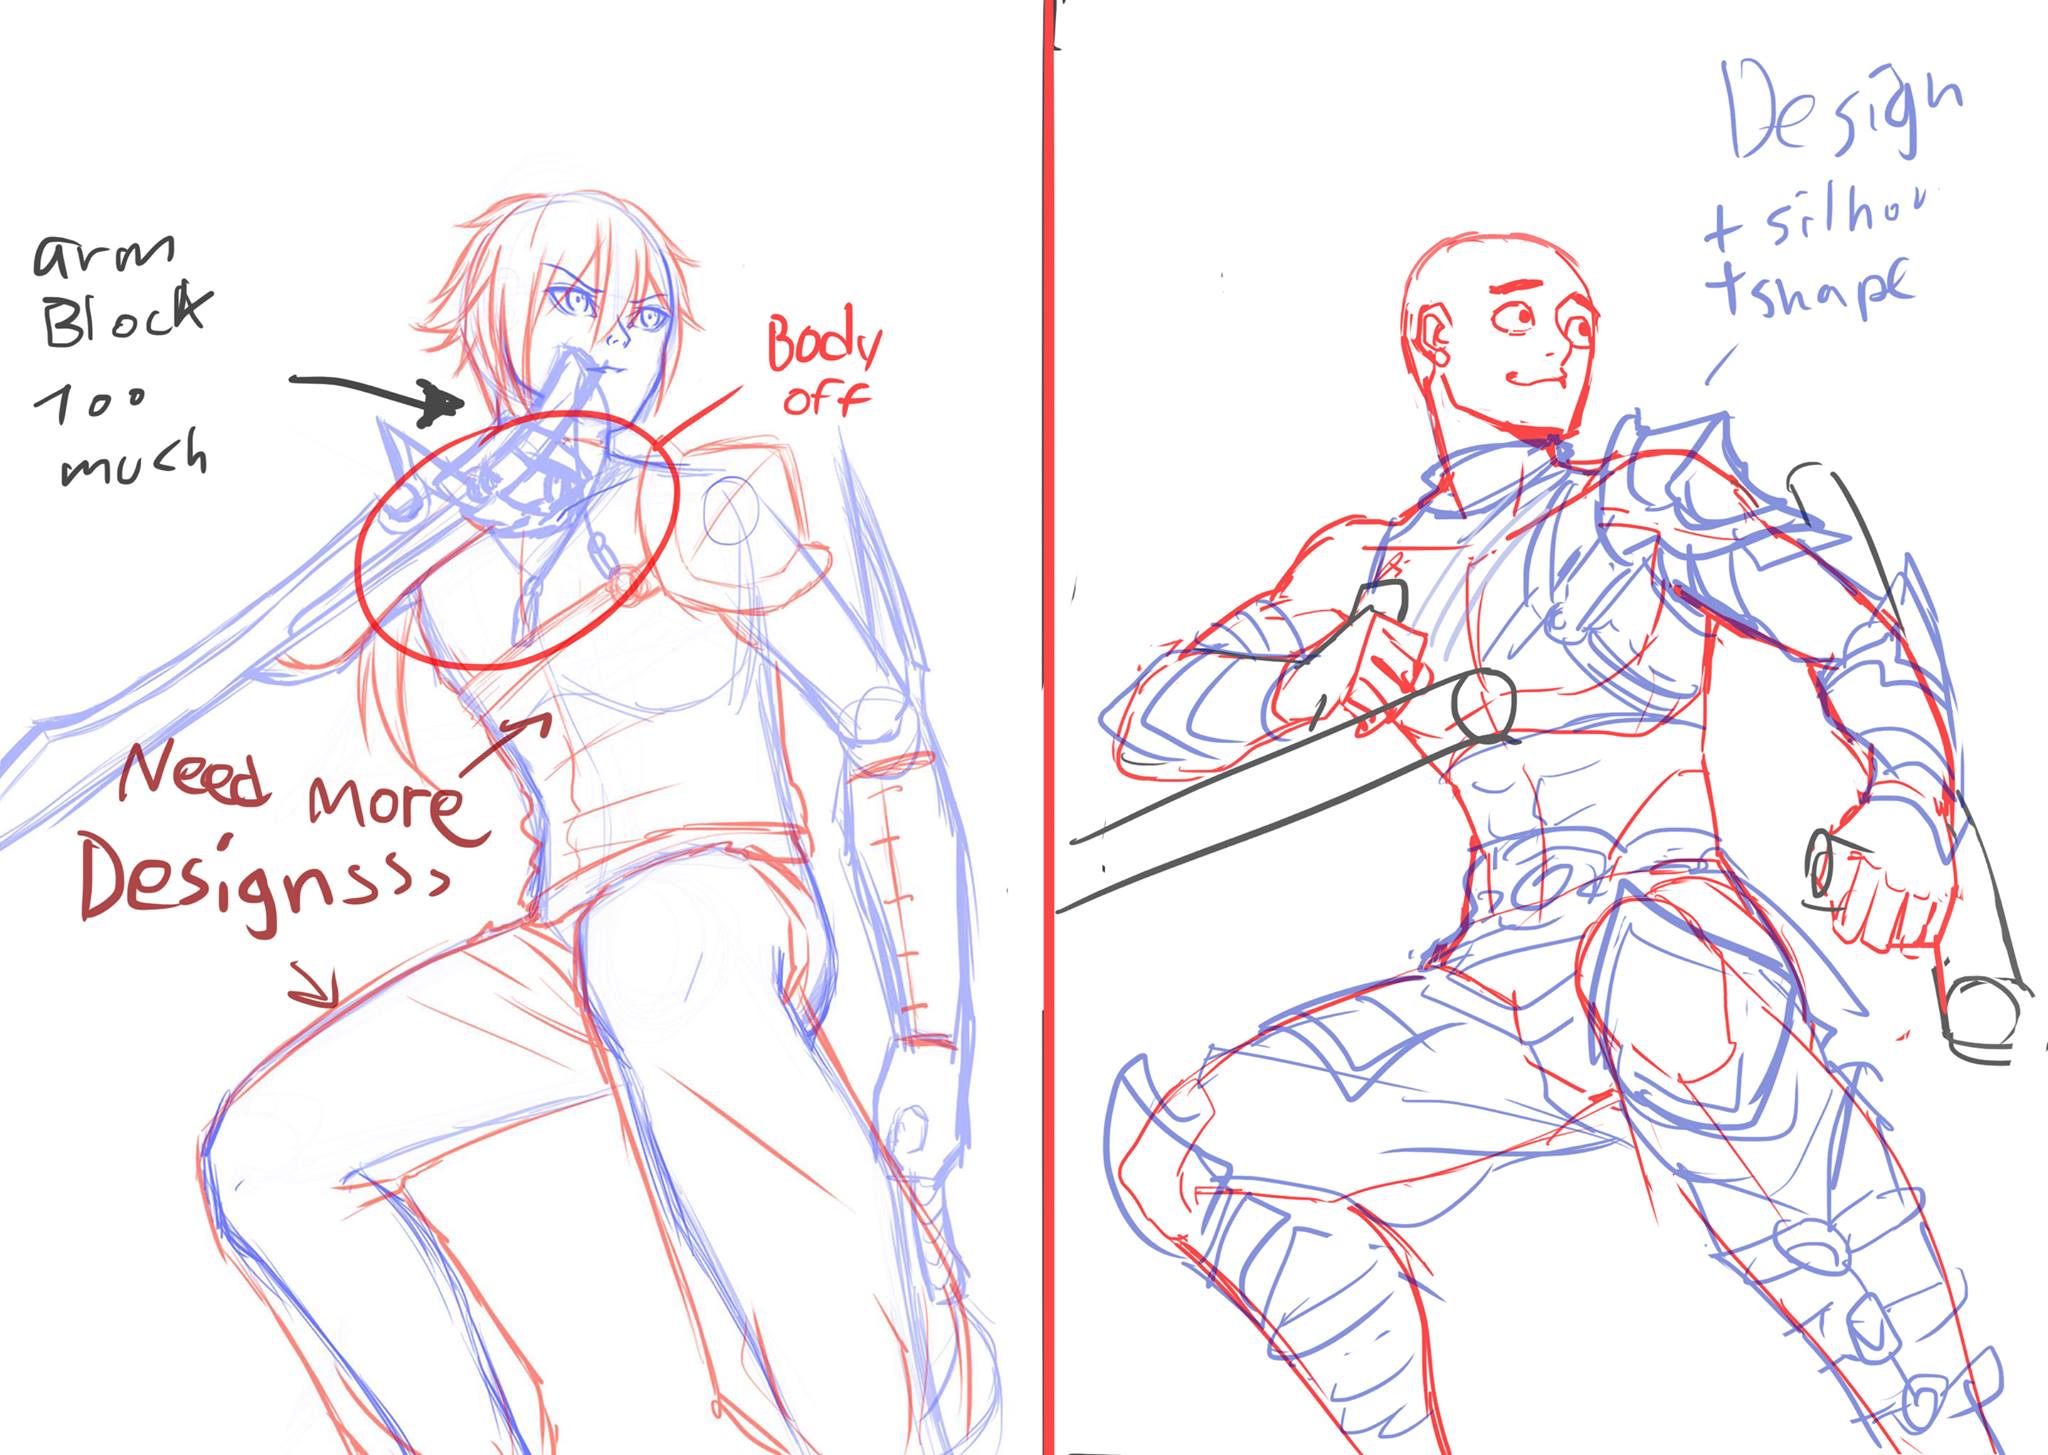 arm
Block
too
much
Body
off
Need more
Designsss
Design
+ silhou
+ shape